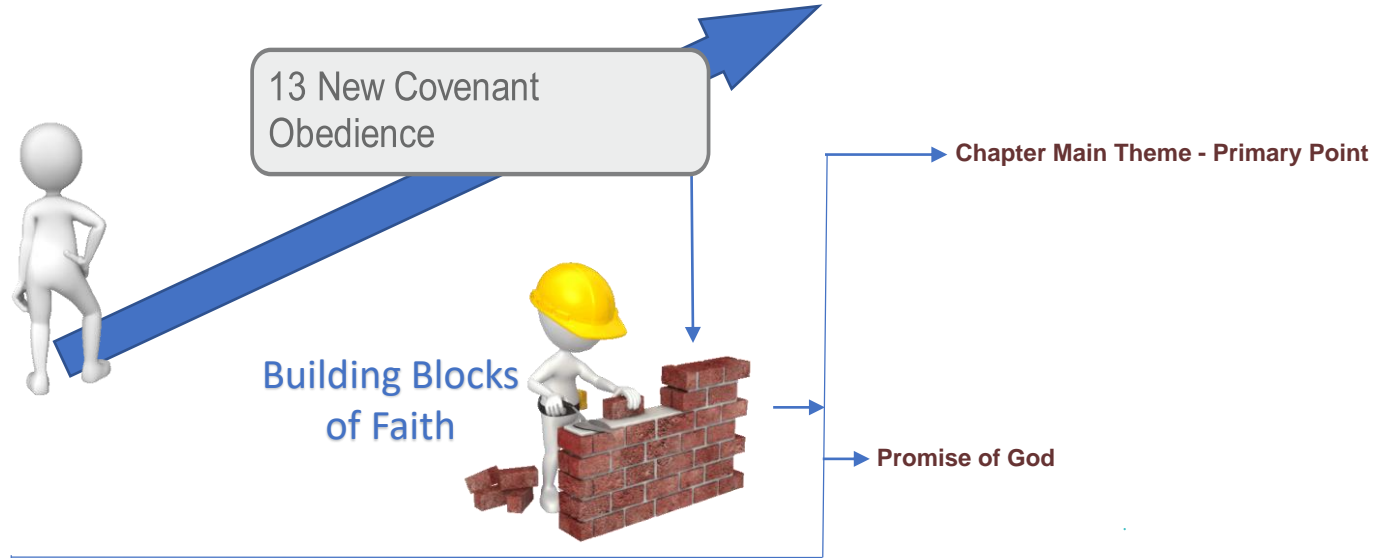 13 New Covenant
Obedience
Chapter Main Theme - Primary Point
Building Blocks
of Faith
Promise of God